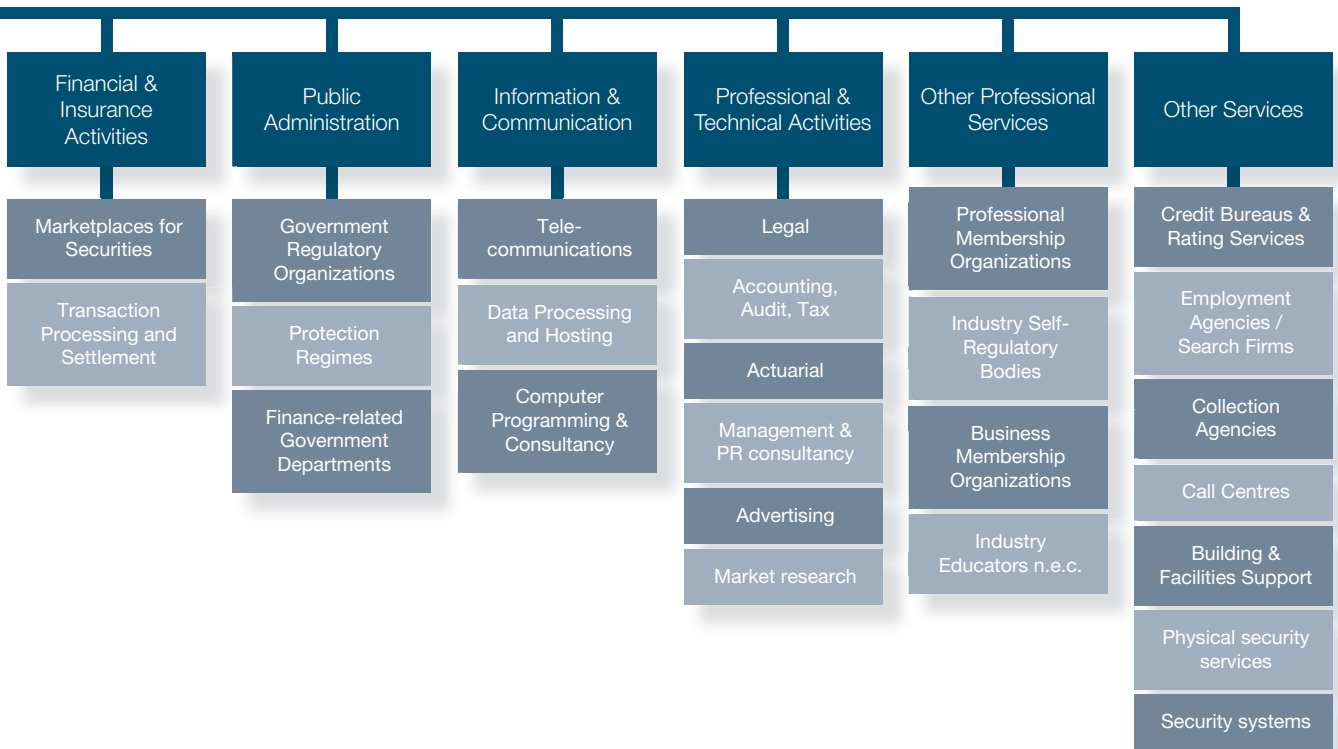 Financial &
Insurance
Activities
Marketplaces for
Securities
Transaction
Processing and
Settlement
Public
Administration
Government
Regulatory
Organizations
Protection
Regimes
Finance-related
Government
Departments
Information &
Communication
Tele-
communications
Data Processing
and Hosting
Computer
Programming &
Consultancy
Professional &
Technical Activities
Legal
Accounting,
Audit, Tax
Actuarial
Management &
PR consultancy
Advertising
Market research
Other Professional
Services
Professional
Membership
Organizations
Industry Self-
Regulatory
Bodies
Business
Membership
Organizations
Industry
Educators n.e.c.
Other Services
Credit Bureaus &
Rating Services
Employment
Agencies /
Search Firms
Collection
Agencies
Call Centres
Building &
Facilities Support
Physical security
services
Security systems